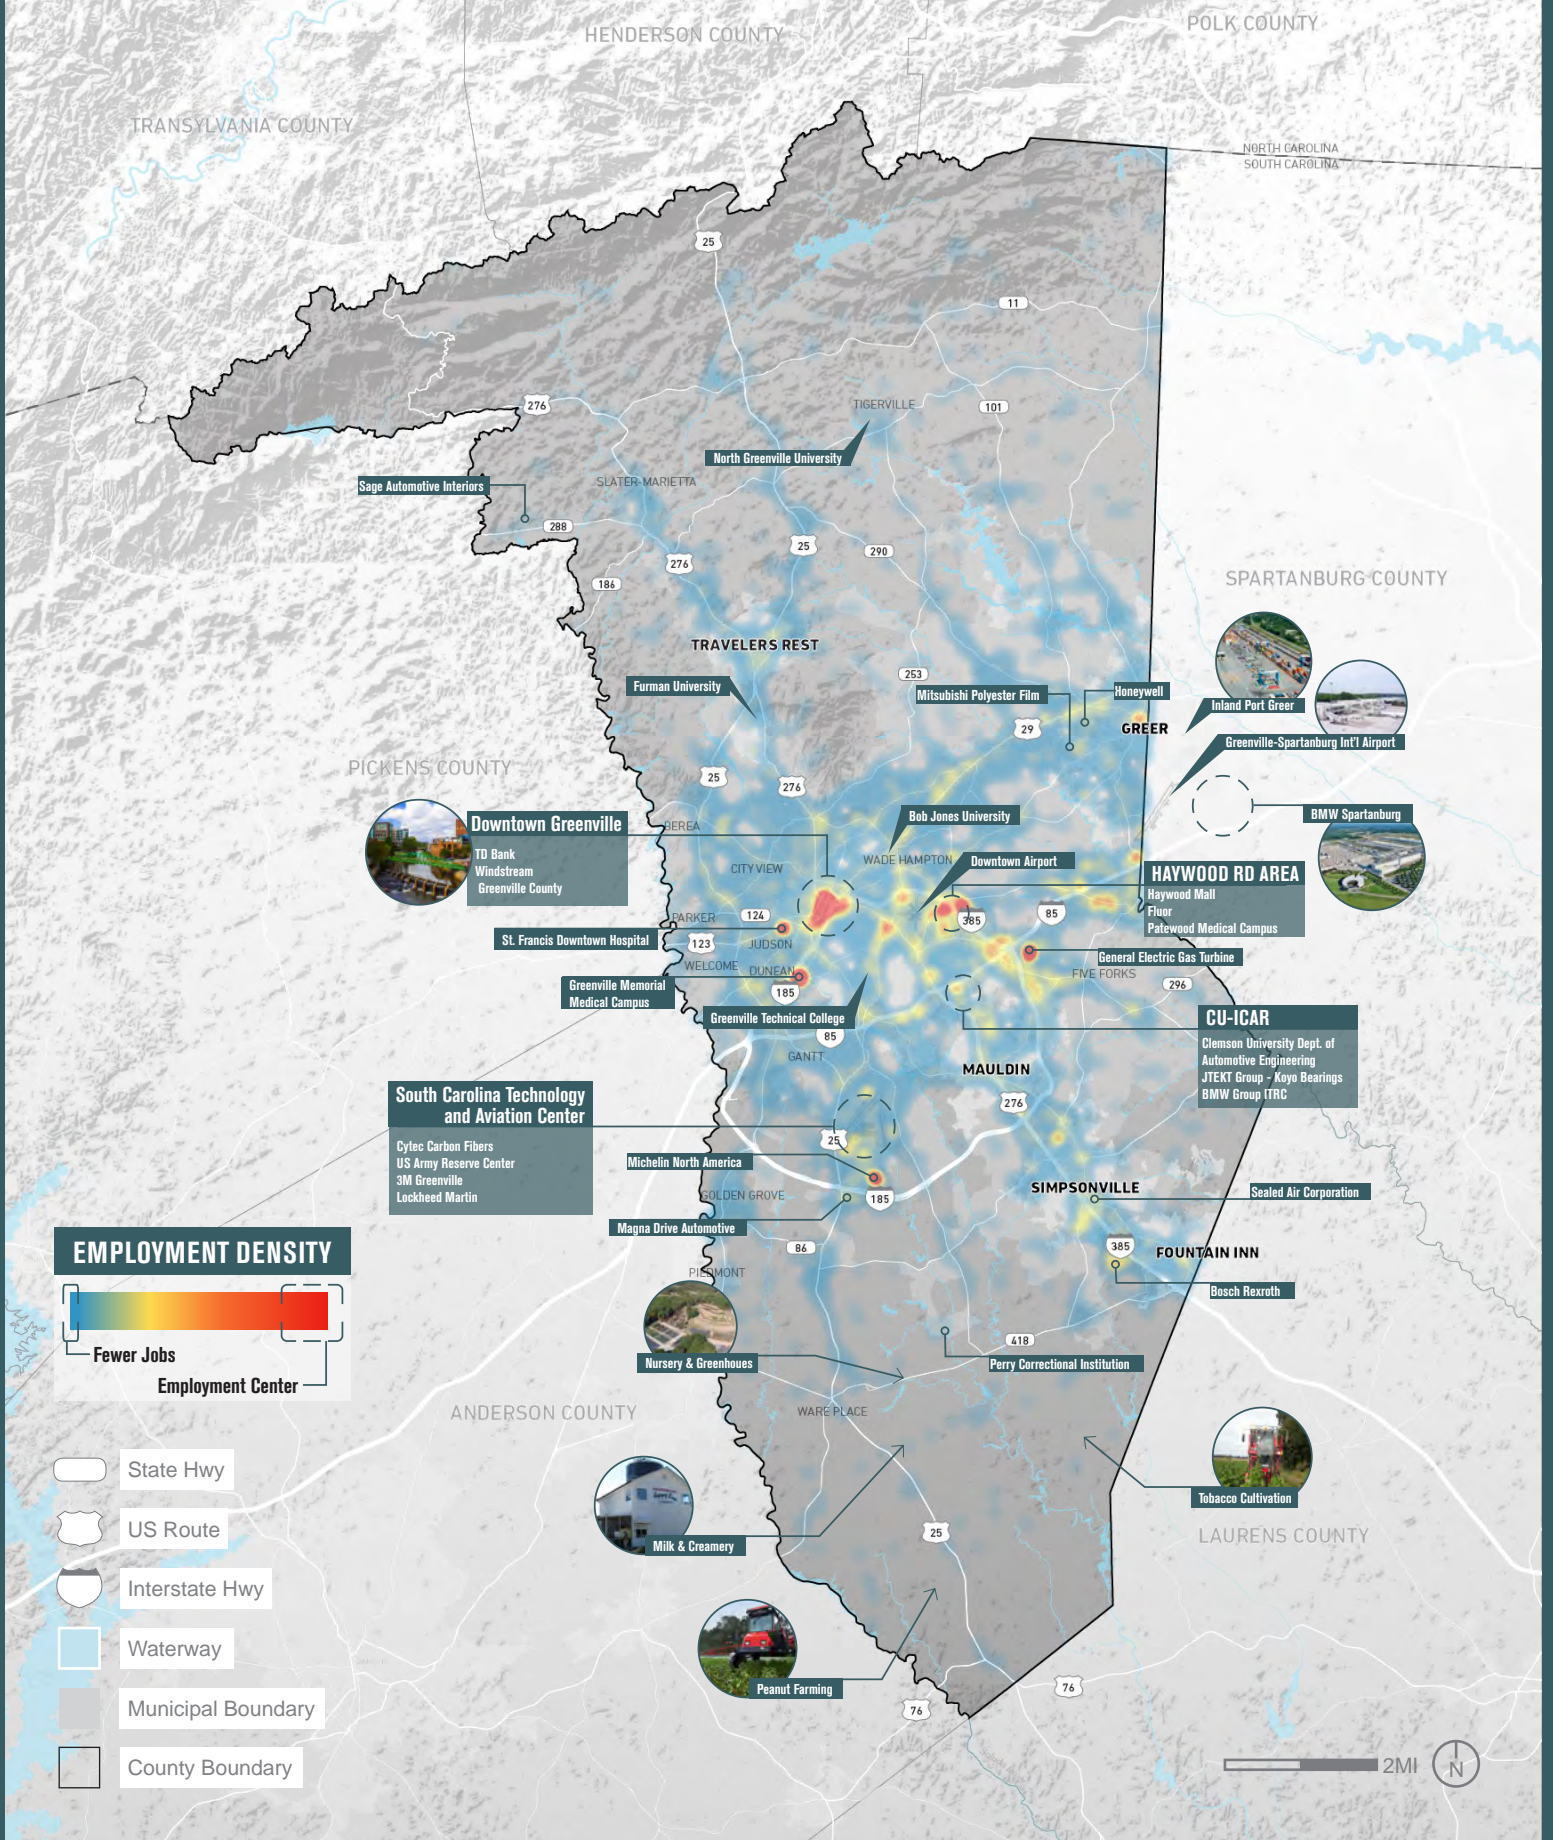 HENDERSON COUNTY
POLK COUNTY
TRANSYLVANIA COUNTY
NORTH CAROLINA
SOUTH CAROLINA
25
11
276
TIGERVILLE
101
North Greenville University
Sage Automotive Interiors
SLATER-MARIETTA
288
25
290
276
186
SPARTANBURG COUNTY
TRAVELERS REST
253
Furman University
Mitsubishi Polyester Film
Honeywell
Inland Port Greer
29
GREER
Greenville-Spartanburg Int'l Airport
PICKENS COUNTY
25
276
BMW Spartanburg
Bob Jones University
Downtown Greenville
TD Bank
Windstream
Greenville County
BEREA
CITY VIEW
WADE HAMPTON
Downtown Airport
HAYWOOD RD AREA
Haywood Mall
Fluor
Patewood Medical Campus
PARKER
124
385
85
St. Francis Downtown Hospital
123
JUDSON
General Electric Gas Turbine
WELCOME
DUNEAN
FIVE FORKS
296
Greenville Memorial
Medical Campus
185
Greenville Technical College
CU-ICAR
Clemson University Dept. of
Automotive Engineering
JTEKT Group - Koyo Bearings
BMW Group ITRC
85
GANTT
MAULDIN
276
South Carolina Technology
and Aviation Center
Cytec Carbon Fibers
US Army Reserve Center
3M Greenville
Lockheed Martin
25
Michelin North America
GOLDEN GROVE
185
SIMPSONVILLE
Sealed Air Corporation
Magna Drive Automotive
86
385
FOUNTAIN INN
PIEDMONT
Bosch Rexroth
EMPLOYMENT DENSITY
Fewer Jobs
Employment Center
418
Nursery & Greenhoues
Perry Correctional Institution
ANDERSON COUNTY
WARE PLACE
State Hwy
US Route
Interstate Hwy
Waterway
Municipal Boundary
County Boundary
Tobacco Cultivation
LAURENS COUNTY
25
Milk & Creamery
Peanut Farming
76
76
2MI
N